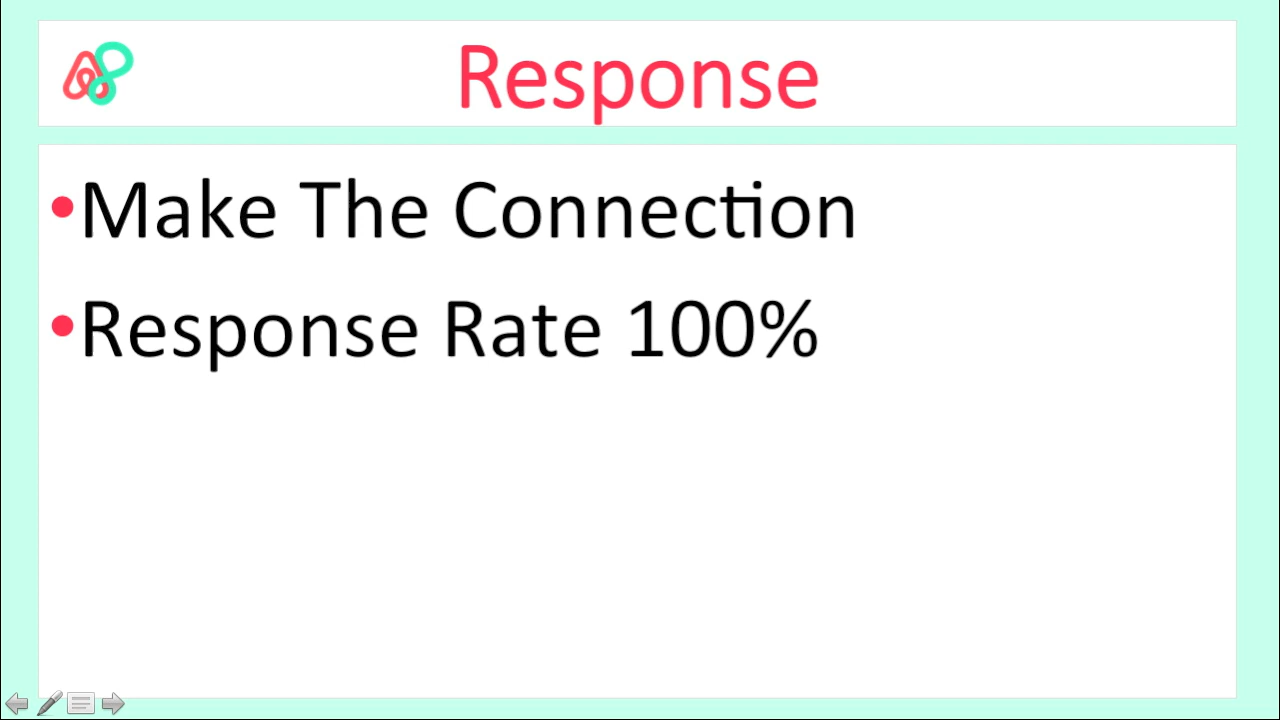 Response
•Make The Connection
•Response Rate 100%